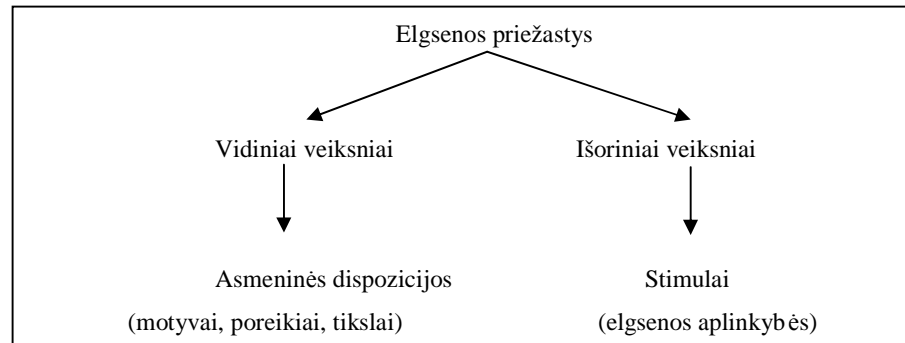 Elgsenos priežastys
Vidiniai veiksniai
Išoriniai veiksniai
Asmeninės dispozicijos
(motyvai, poreikiai, tikslai)
Stimulai
(elgsenos aplinkybės)